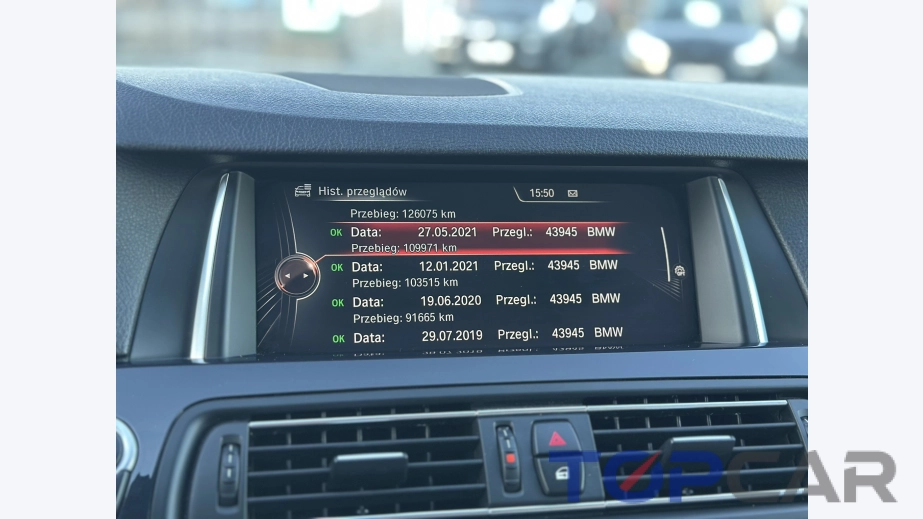 Hist. przeglądów 15:50
Przebieg: 126075 km
OK Data: 27.05.2021 Przegl.: 43945 BMW
Przebieg: 109971 km
OK Data: 12.01.2021 Przegl.: 43945 BMW
Przebieg: 103515 km
OK Data: 19.06.2020 Przegl.: 43945 BMW
Przebieg: 91665 km
OK Data: 29.07.2019 Przegl.: 43945 BMW
TOPCAR